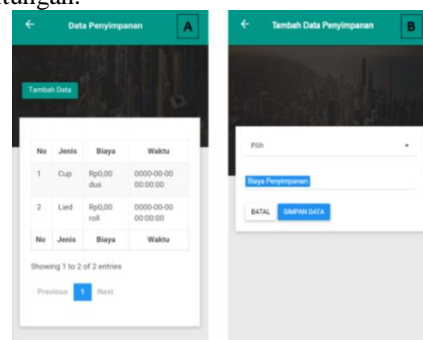 tungan.
Data Penyimpanan A
Tambah Data
No Jenis Biaya Waktu
1 Cup Rp0,00 dus 0000-00-00 00:00:00
2 Lied Rp0,00 roll 0000-00-00 00:00:00
No Jenis Biaya Waktu
Showing 1 to 2 of 2 entries
Previous 1 Next
Tambah Data Penyimpanan B
Pilih
Biaya Penyimpanan
BATAL SIMPAN DATA